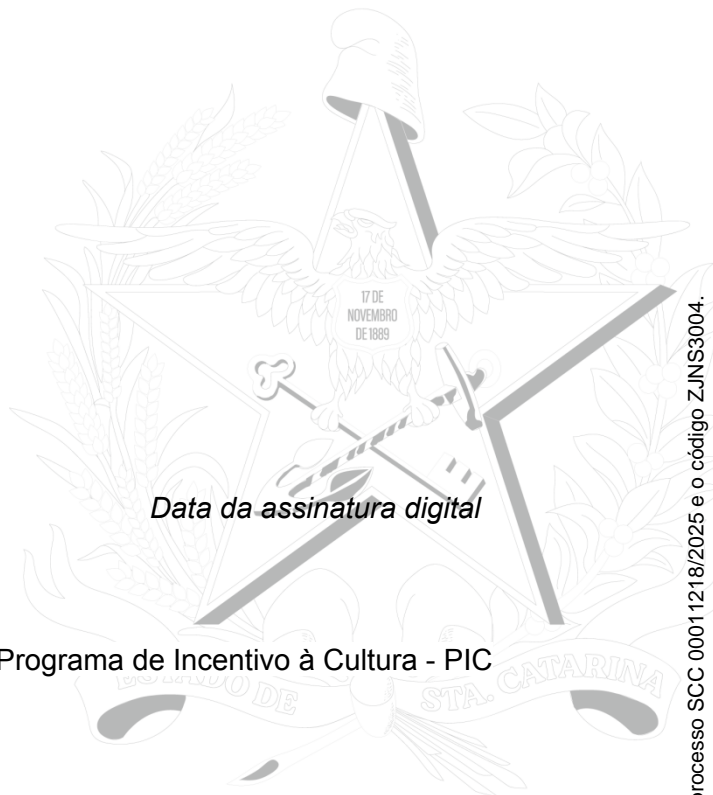 17 DE
NOVEMBRO
DE 1889
Data da assinatura digital
Programa de Incentivo à Cultura - PIC
ESTADO DE
STA. CATARINA
processo SCC 00011218/2025 e o código ZJNS3004.